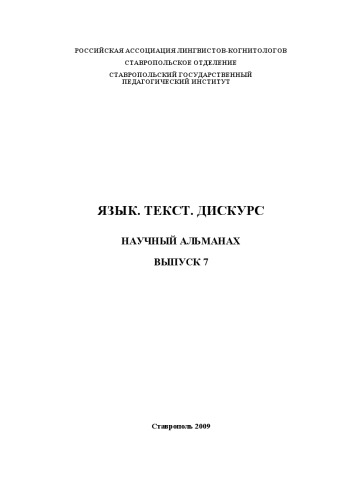 РОССИЙСКАЯ АССОЦИАЦИЯ ЛИНГВИСТОВ-КОГНИТОЛОГОВ
СТАВРОПОЛЬСКОЕ ОТДЕЛЕНИЕ
СТАВРОПОЛЬСКИЙ ГОСУДАРСТВЕННЫЙ
ПЕДАГОГИЧЕСКИЙ ИНСТИТУТ
ЯЗЫК. ТЕКСТ. ДИСКУРС
НАУЧНЫЙ АЛЬМАНАХ
ВЫПУСК 7
Ставрополь 2009